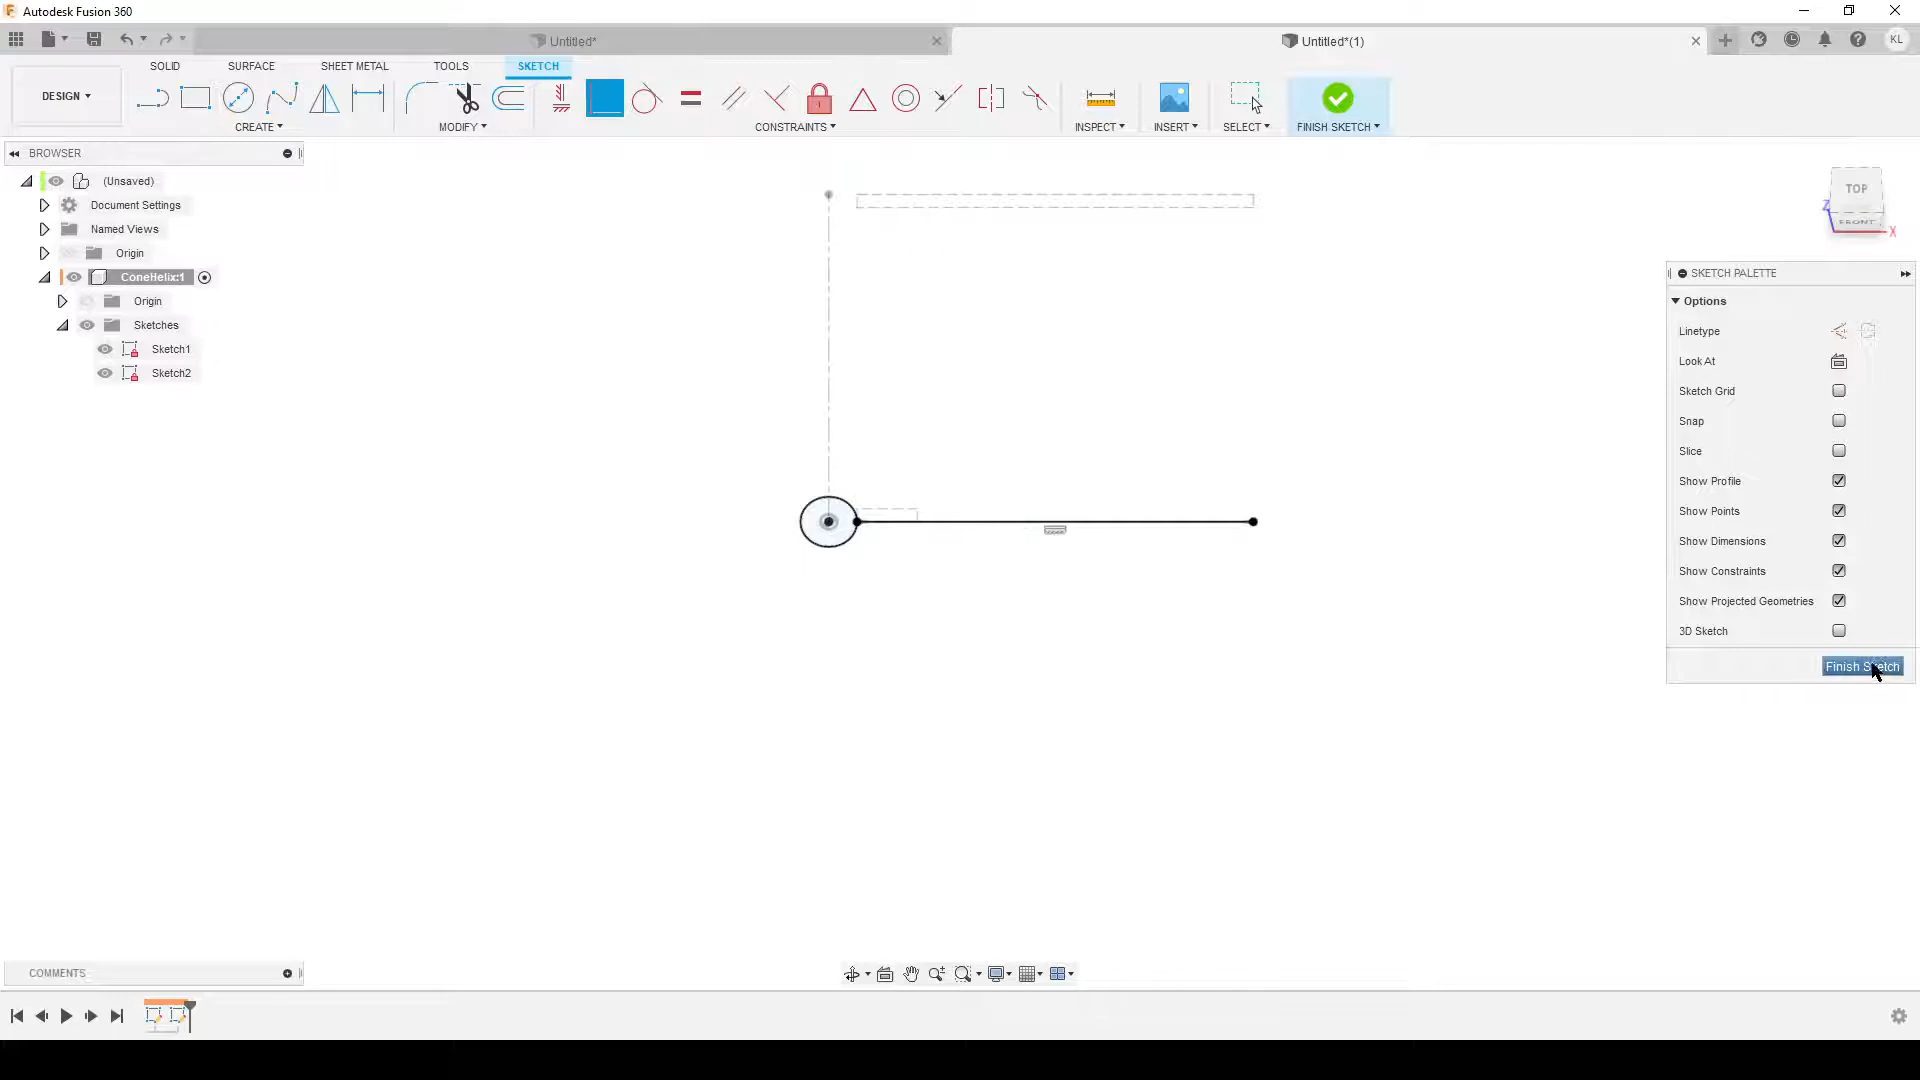 Autodesk Fusion 360
Untitled*
Untitled*(1)
KL
SOLID
SURFACE
SHEET METAL
TOOLS
SKETCH
DESIGN
CREATE
MODIFY
CONSTRAINTS
INSPECT
INSERT
SELECT
FINISH SKETCH
BROWSER
(Unsaved)
Document Settings
Named Views
Origin
ConeHelix:1
Origin
Sketches
Sketch1
Sketch2
TOP
FRONT
Z
X
SKETCH PALETTE
Options
Linetype
Look At
Sketch Grid
Snap
Slice
Show Profile
Show Points
Show Dimensions
Show Constraints
Show Projected Geometries
3D Sketch
Finish Sketch
COMMENTS